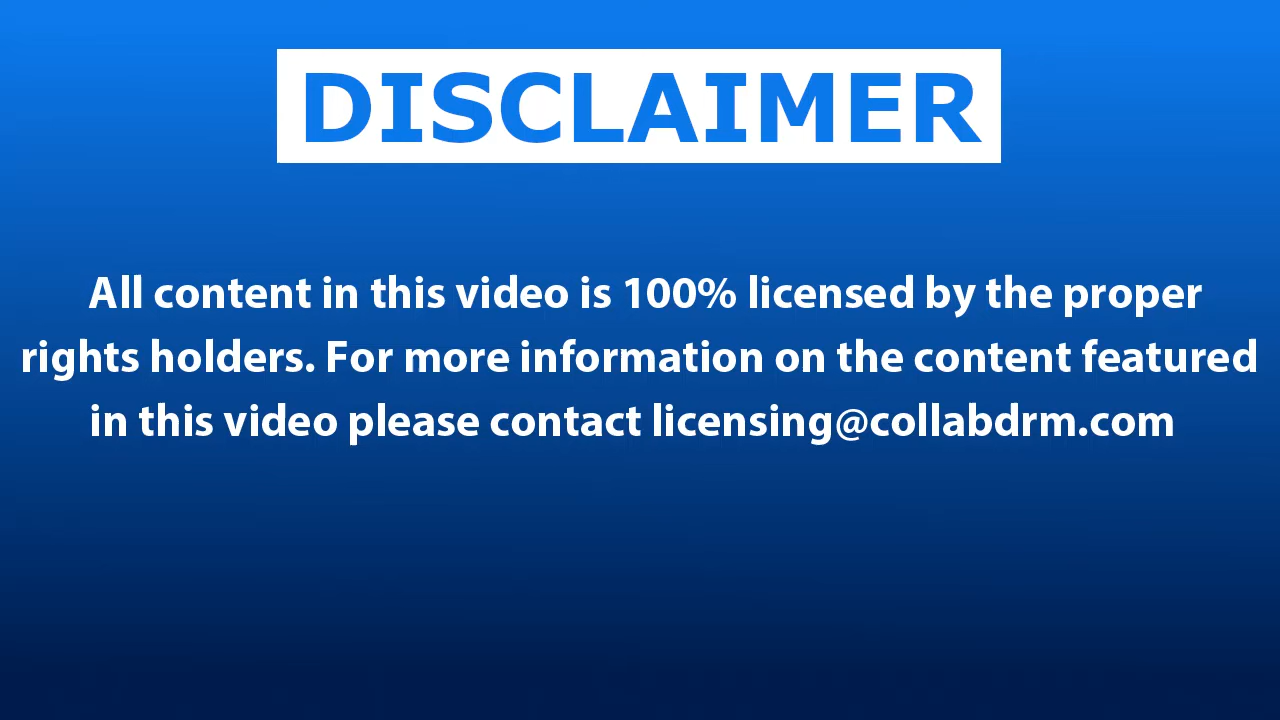 DISCLAIMER
All content in this video is 100% licensed by the proper
rights holders. For more information on the content featured
in this video please contact licensing@collabdrm.com